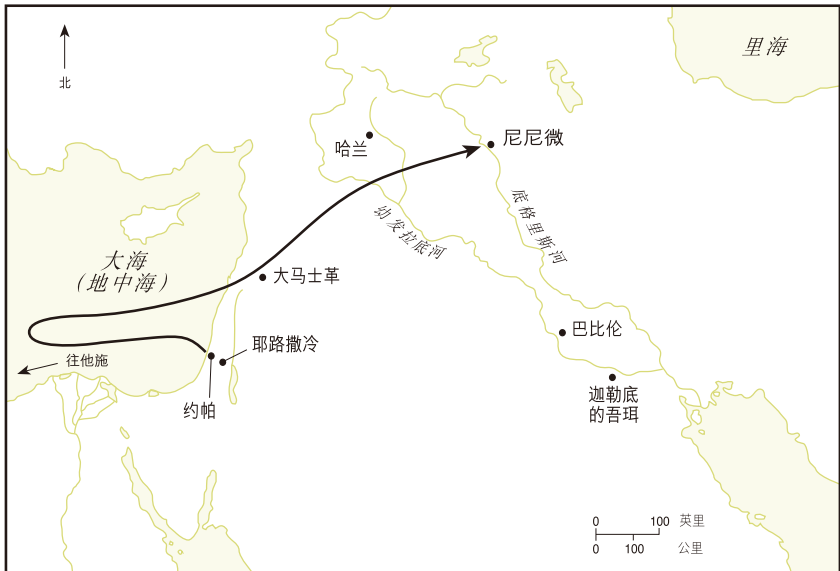 里海
北
尼尼微
哈兰
底格里斯河
幼发拉底河
大海
（地中海）
大马士革
巴比伦
耶路撒冷
往他施
约帕
迦勒底
的吾珥
0 100 英里
0 100 公里